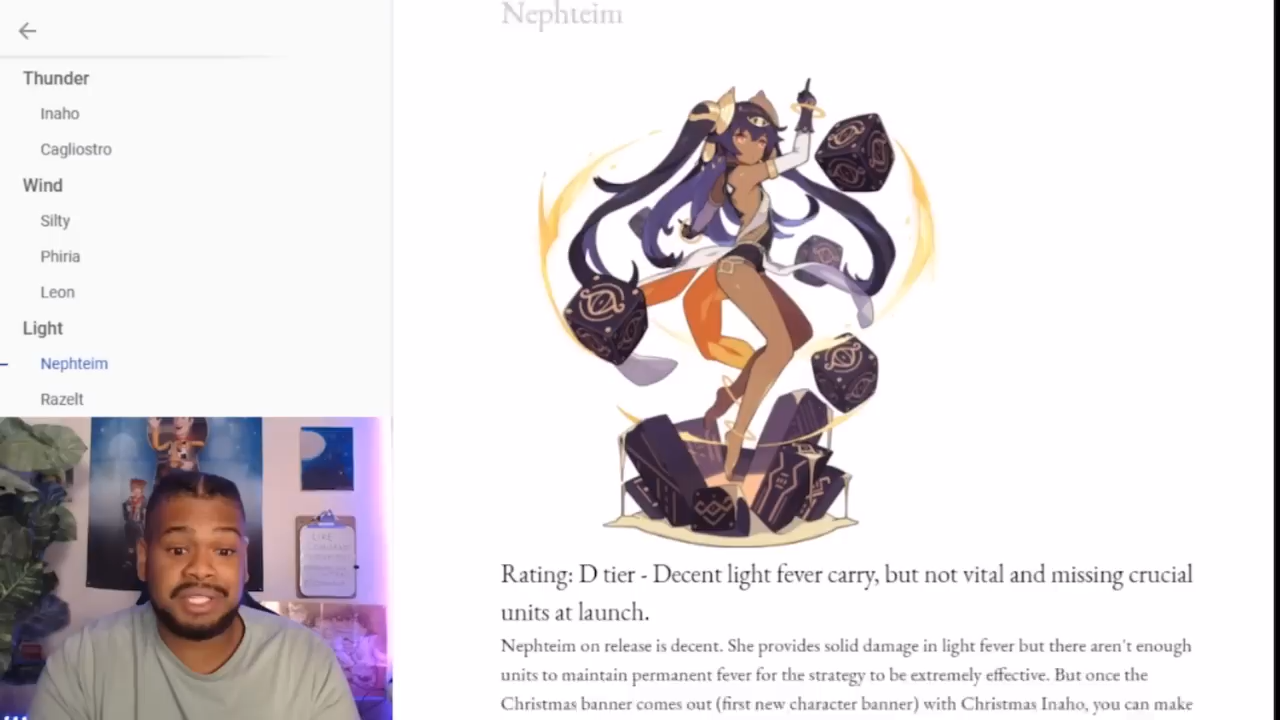 Thunder
Inaho
Cagliostro
Wind
Silty
Phiria
Leon
Light
Nephteim
Razelt
Nephteim
Rating: D tier - Decent light fever carry, but not vital and missing crucial
units at launch.
Nephteim on release is decent. She provides solid damage in light fever but there aren't enough
units to maintain permanent fever for the strategy to be extremely effective. But once the
Christmas banner comes out (first new character banner) with Christmas Inaho, you can make
LIKE